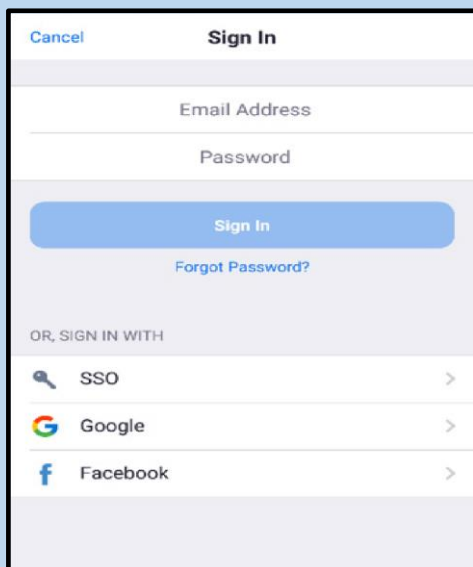 Cancel Sign In
Email Address
Password
Sign In
Forgot Password?
OR, SIGN IN WITH
SSO
Google
Facebook